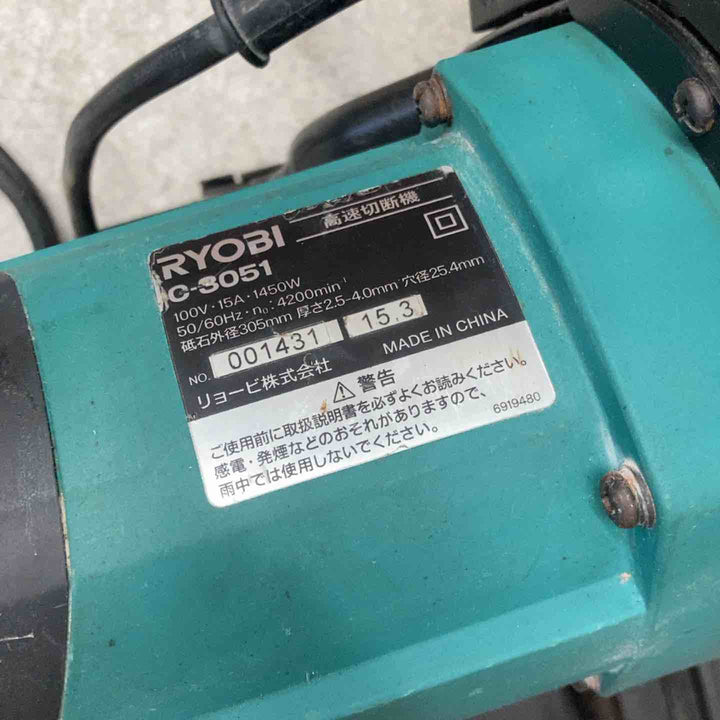 RYOBI
高速切断機
C-3051
100V・15A・1450W
50/60Hz・n₀:4200min⁻¹
砥石外径305mm 厚さ2.5-4.0mm 穴径25.4mm
NO. 001431 15.3
リョービ株式会社 MADE IN CHINA
⚠ 警告
ご使用前に取扱説明書を必ずよくお読みください。
感電・発煙などのおそれがありますので、
雨中では使用しないでください。
6919480